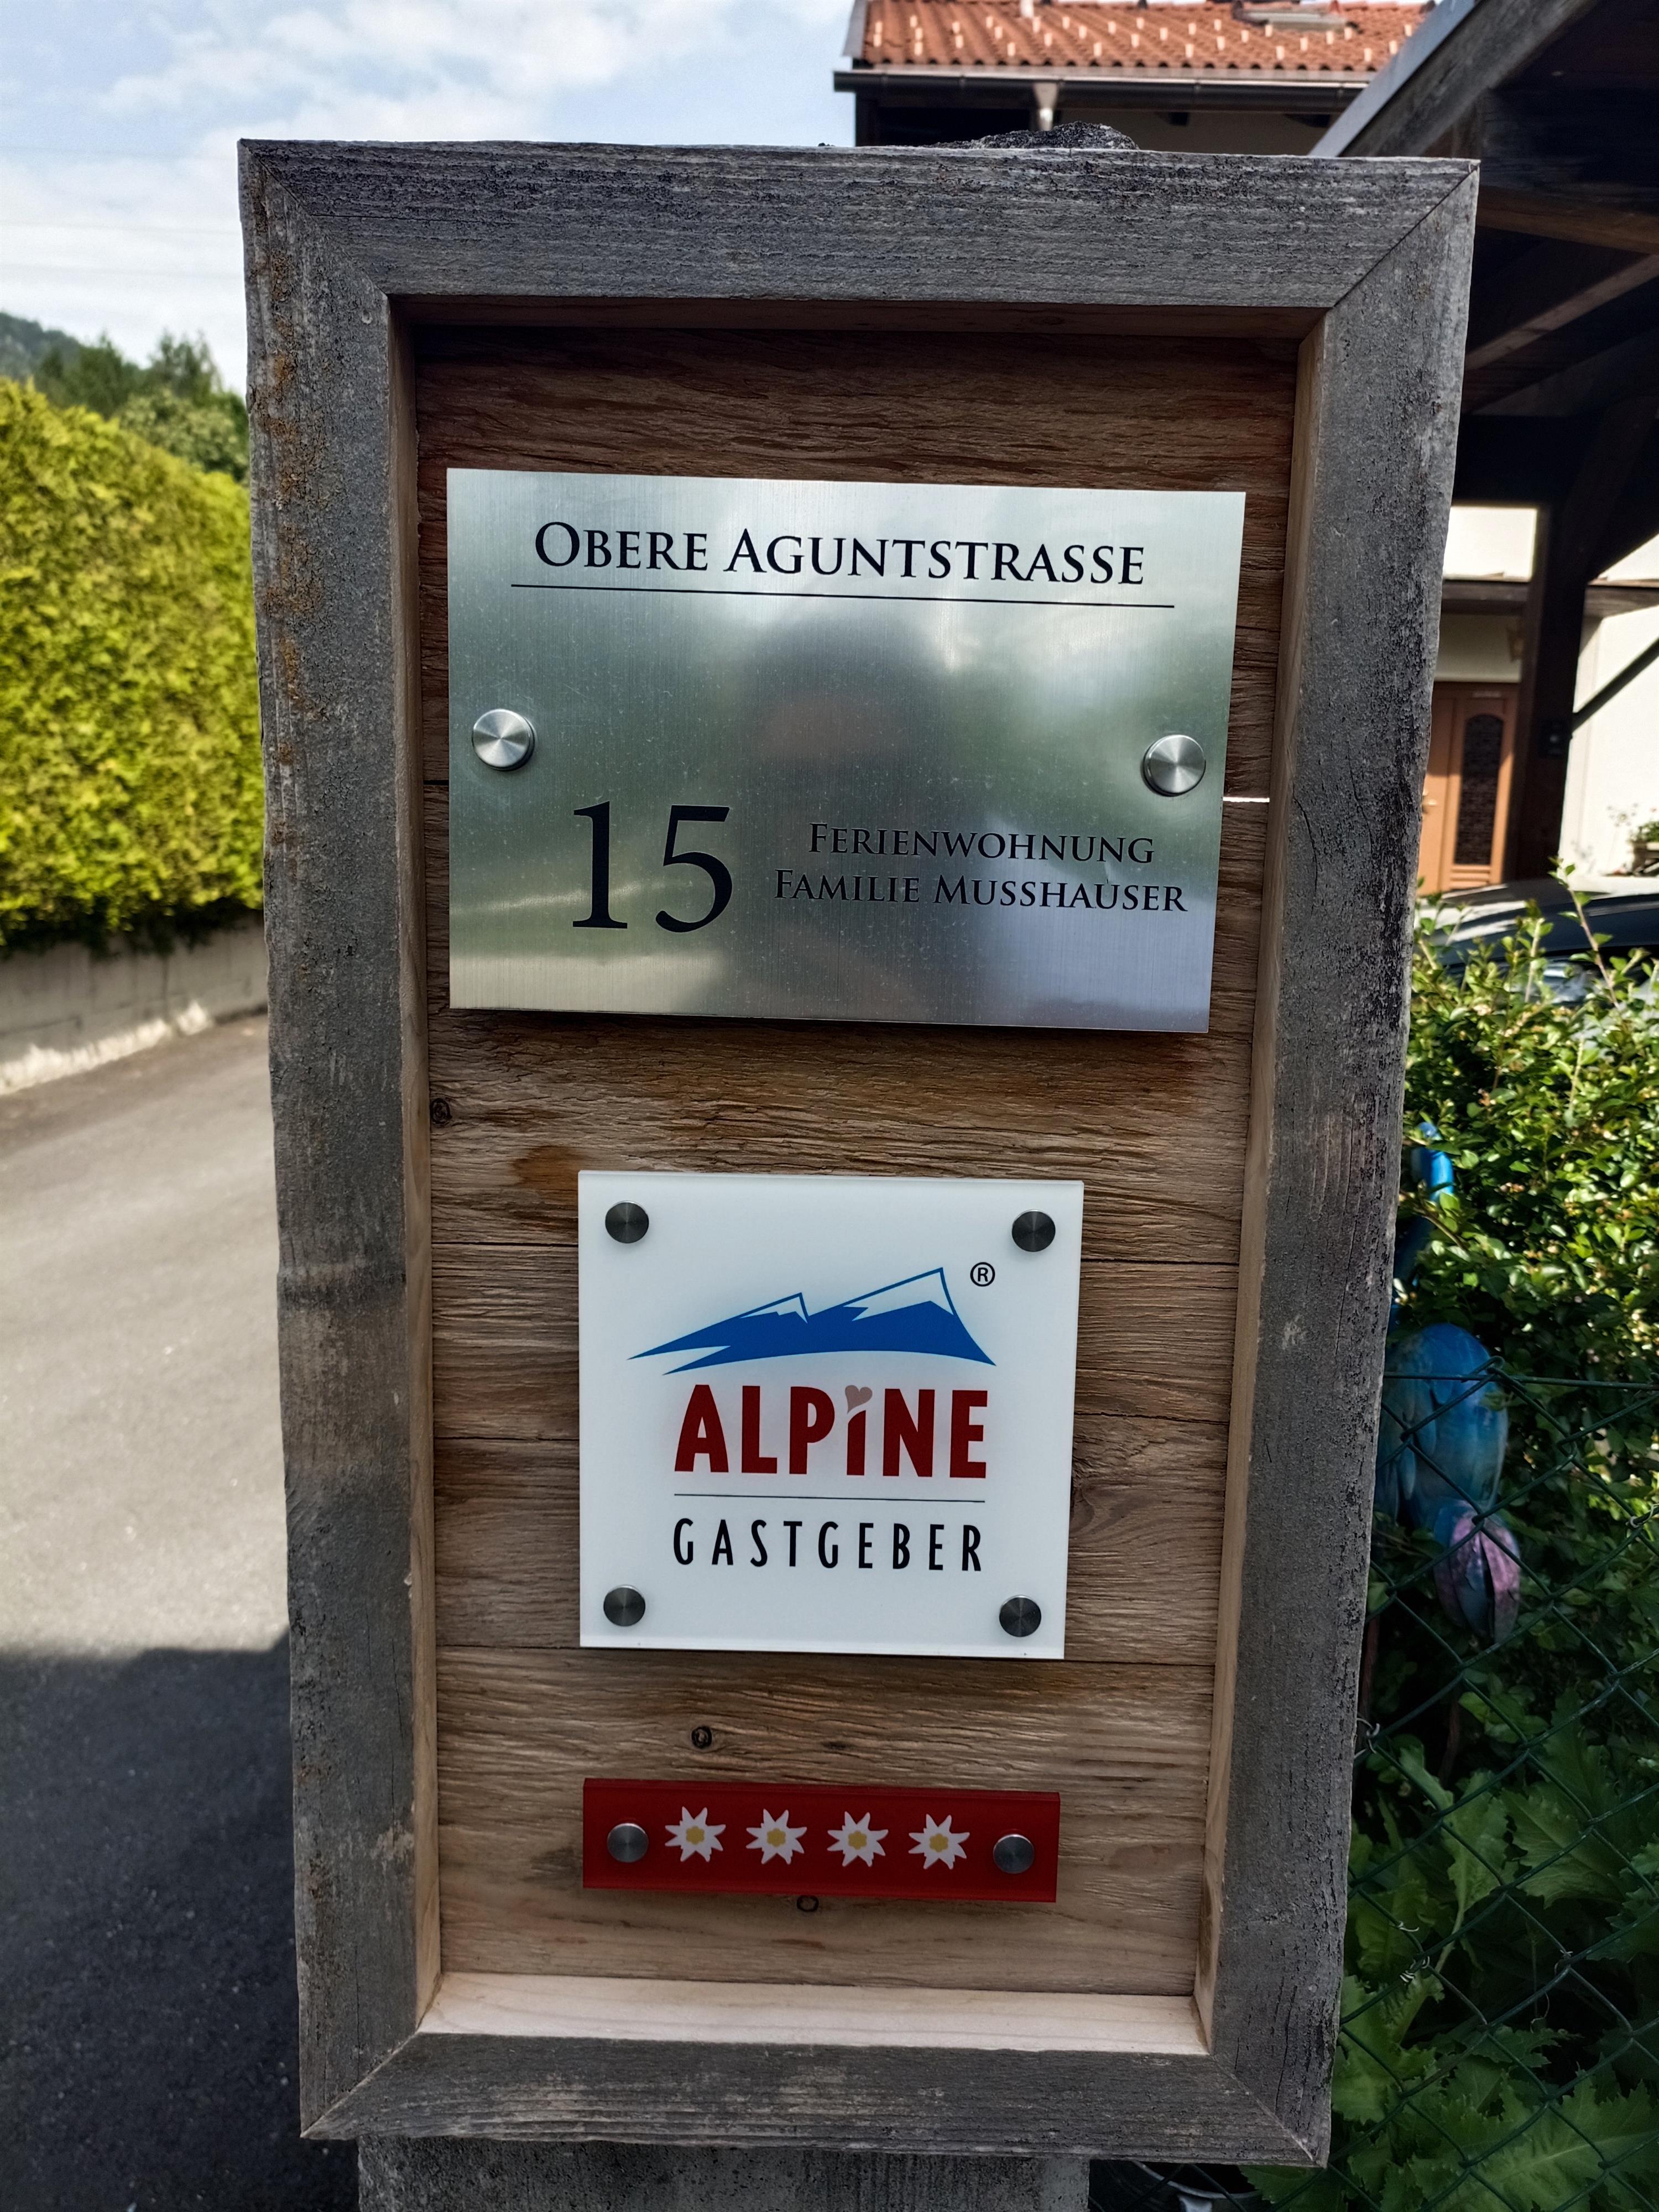 OBERE AGUNTSTRASSE
15
FERIENWOHNUNG
FAMILIE MUSSHAUSER
®
ALPiNE
GASTGEBER